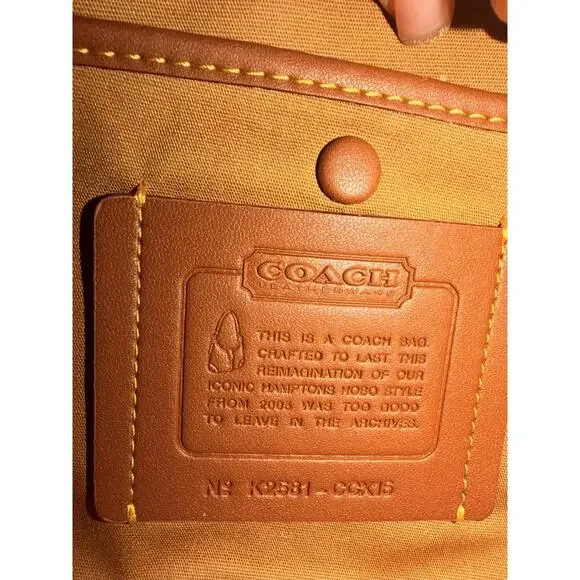 COACH
LEATHERWARE
THIS IS A COACH BAG.
CRAFTED TO LAST, THIS
REIMAGINATION OF OUR
ICONIC HAMPTONS HOBO STYLE
FROM 2005 WAS TOO GOOD
TO LEAVE IN THE ARCHIVES.
Nº K2581-CCX15